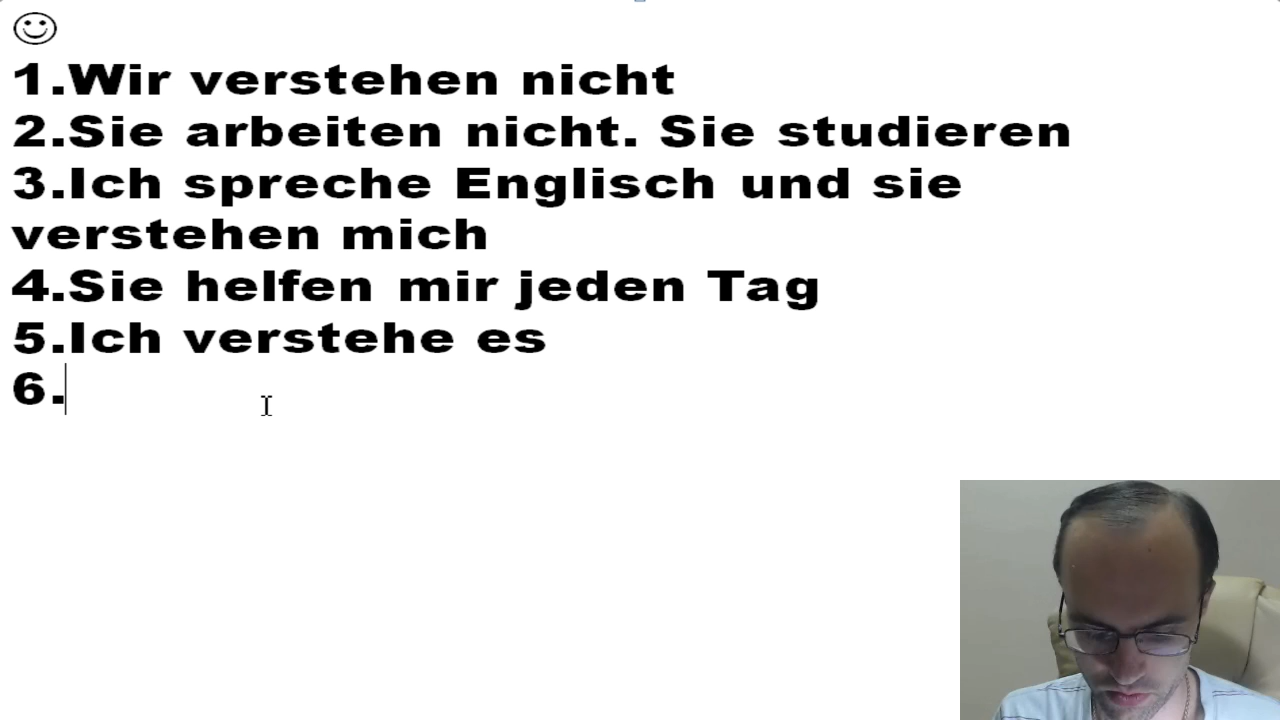 ☺
1.Wir verstehen nicht
2.Sie arbeiten nicht. Sie studieren
3.Ich spreche Englisch und sie
verstehen mich
4.Sie helfen mir jeden Tag
5.Ich verstehe es
6.